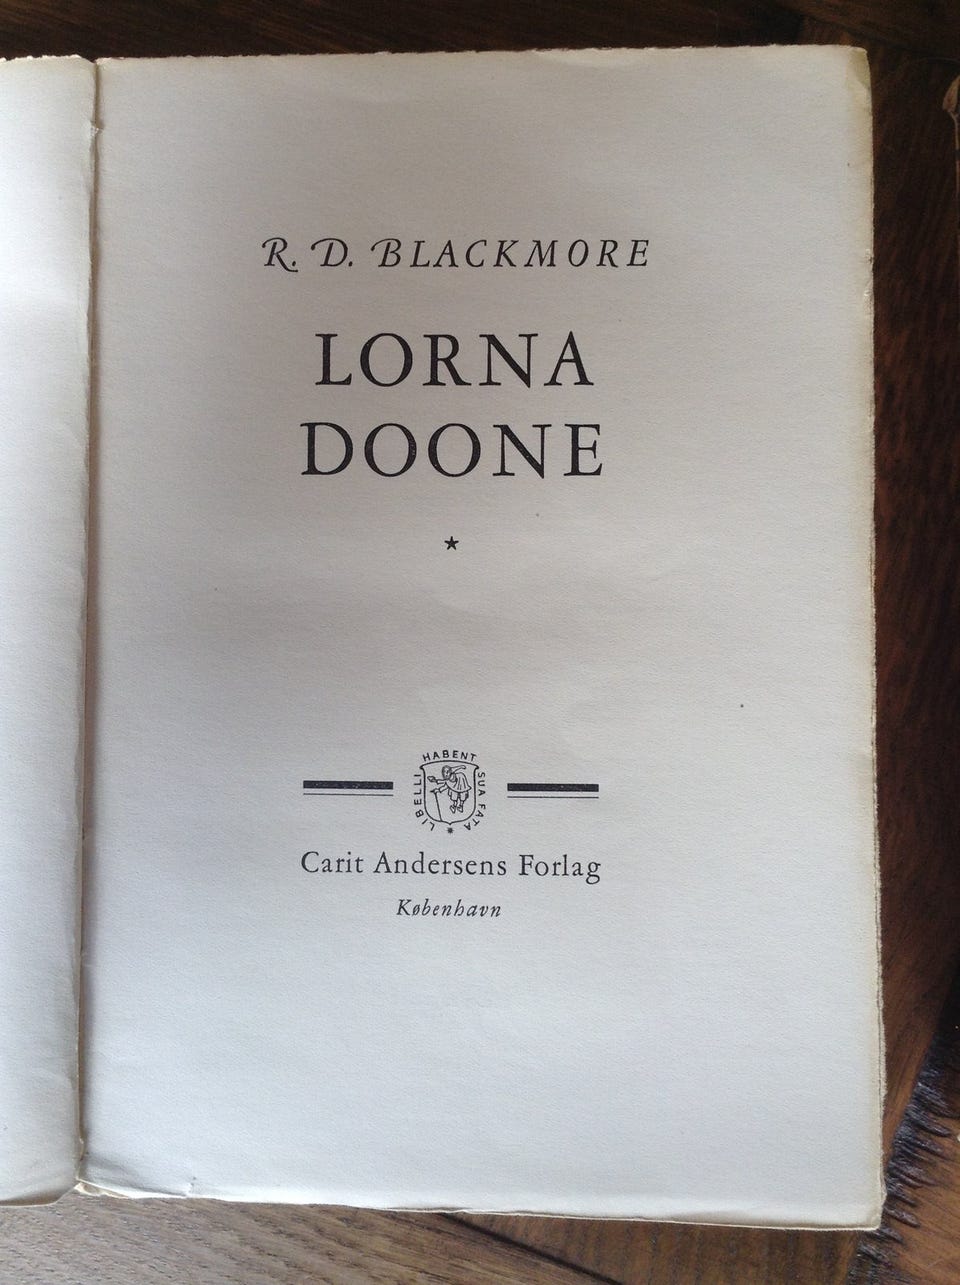 R. D. BLACKMORE
LORNA
DOONE
LIBELLI HABENT SUA FATA
Carit Andersens Forlag
København